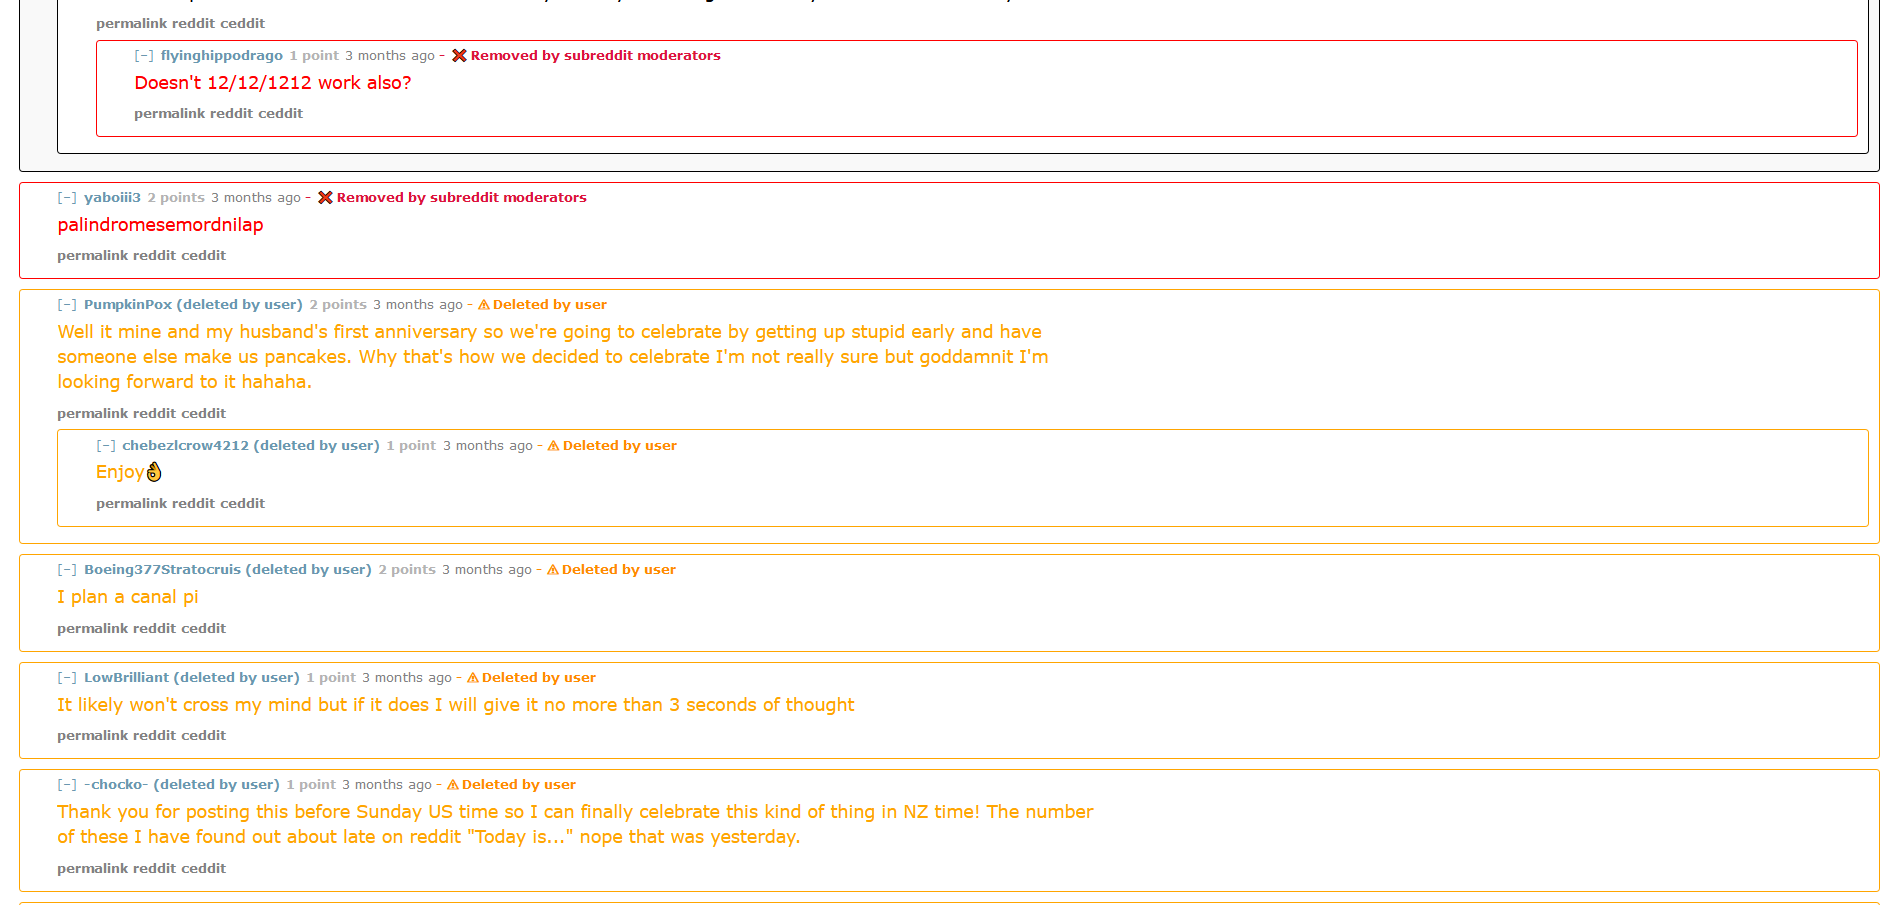 permalink reddit ceddit
[–] flyinghippodrago 1 point 3 months ago - ❌ Removed by subreddit moderators
Doesn't 12/12/1212 work also?
permalink reddit ceddit
[–] yaboiii3 2 points 3 months ago - ❌ Removed by subreddit moderators
palindromesemordnilap
permalink reddit ceddit
[–] PumpkinPox (deleted by user) 2 points 3 months ago - ⚠ Deleted by user
Well it mine and my husband's first anniversary so we're going to celebrate by getting up stupid early and have
someone else make us pancakes. Why that's how we decided to celebrate I'm not really sure but goddamnit I'm
looking forward to it hahaha.
permalink reddit ceddit
[–] chebezlcrow4212 (deleted by user) 1 point 3 months ago - ⚠ Deleted by user
Enjoy👌
permalink reddit ceddit
[–] Boeing377Stratocruis (deleted by user) 2 points 3 months ago - ⚠ Deleted by user
I plan a canal pi
permalink reddit ceddit
[–] LowBrilliant (deleted by user) 1 point 3 months ago - ⚠ Deleted by user
It likely won't cross my mind but if it does I will give it no more than 3 seconds of thought
permalink reddit ceddit
[–] -chocko- (deleted by user) 1 point 3 months ago - ⚠ Deleted by user
Thank you for posting this before Sunday US time so I can finally celebrate this kind of thing in NZ time! The number
of these I have found out about late on reddit "Today is..." nope that was yesterday.
permalink reddit ceddit